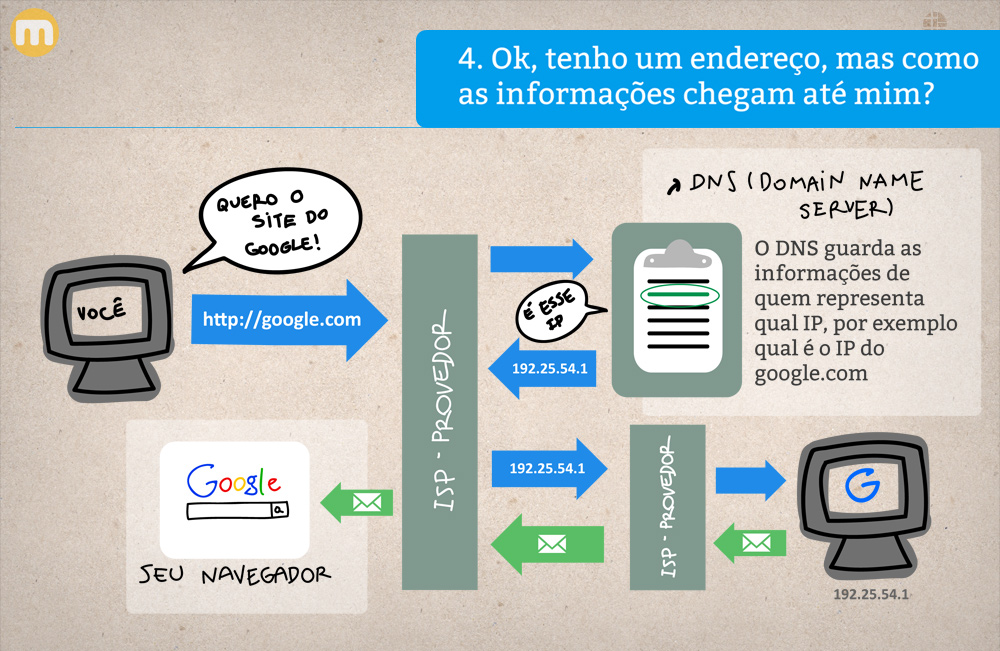 m
4. Ok, tenho um endereço, mas como
as informações chegam até mim?
QUERO O
SITE DO
GOOGLE!
VOCÊ
http://google.com
ISP - PROVEDOR
É ESSE
IP
192.25.54.1
DNS (DOMAIN NAME
SERVER)
O DNS guarda as
informações de
quem representa
qual IP, por exemplo
qual é o IP do
google.com
Google
SEU NAVEGADOR
192.25.54.1
ISP - PROVEDOR
G
192.25.54.1